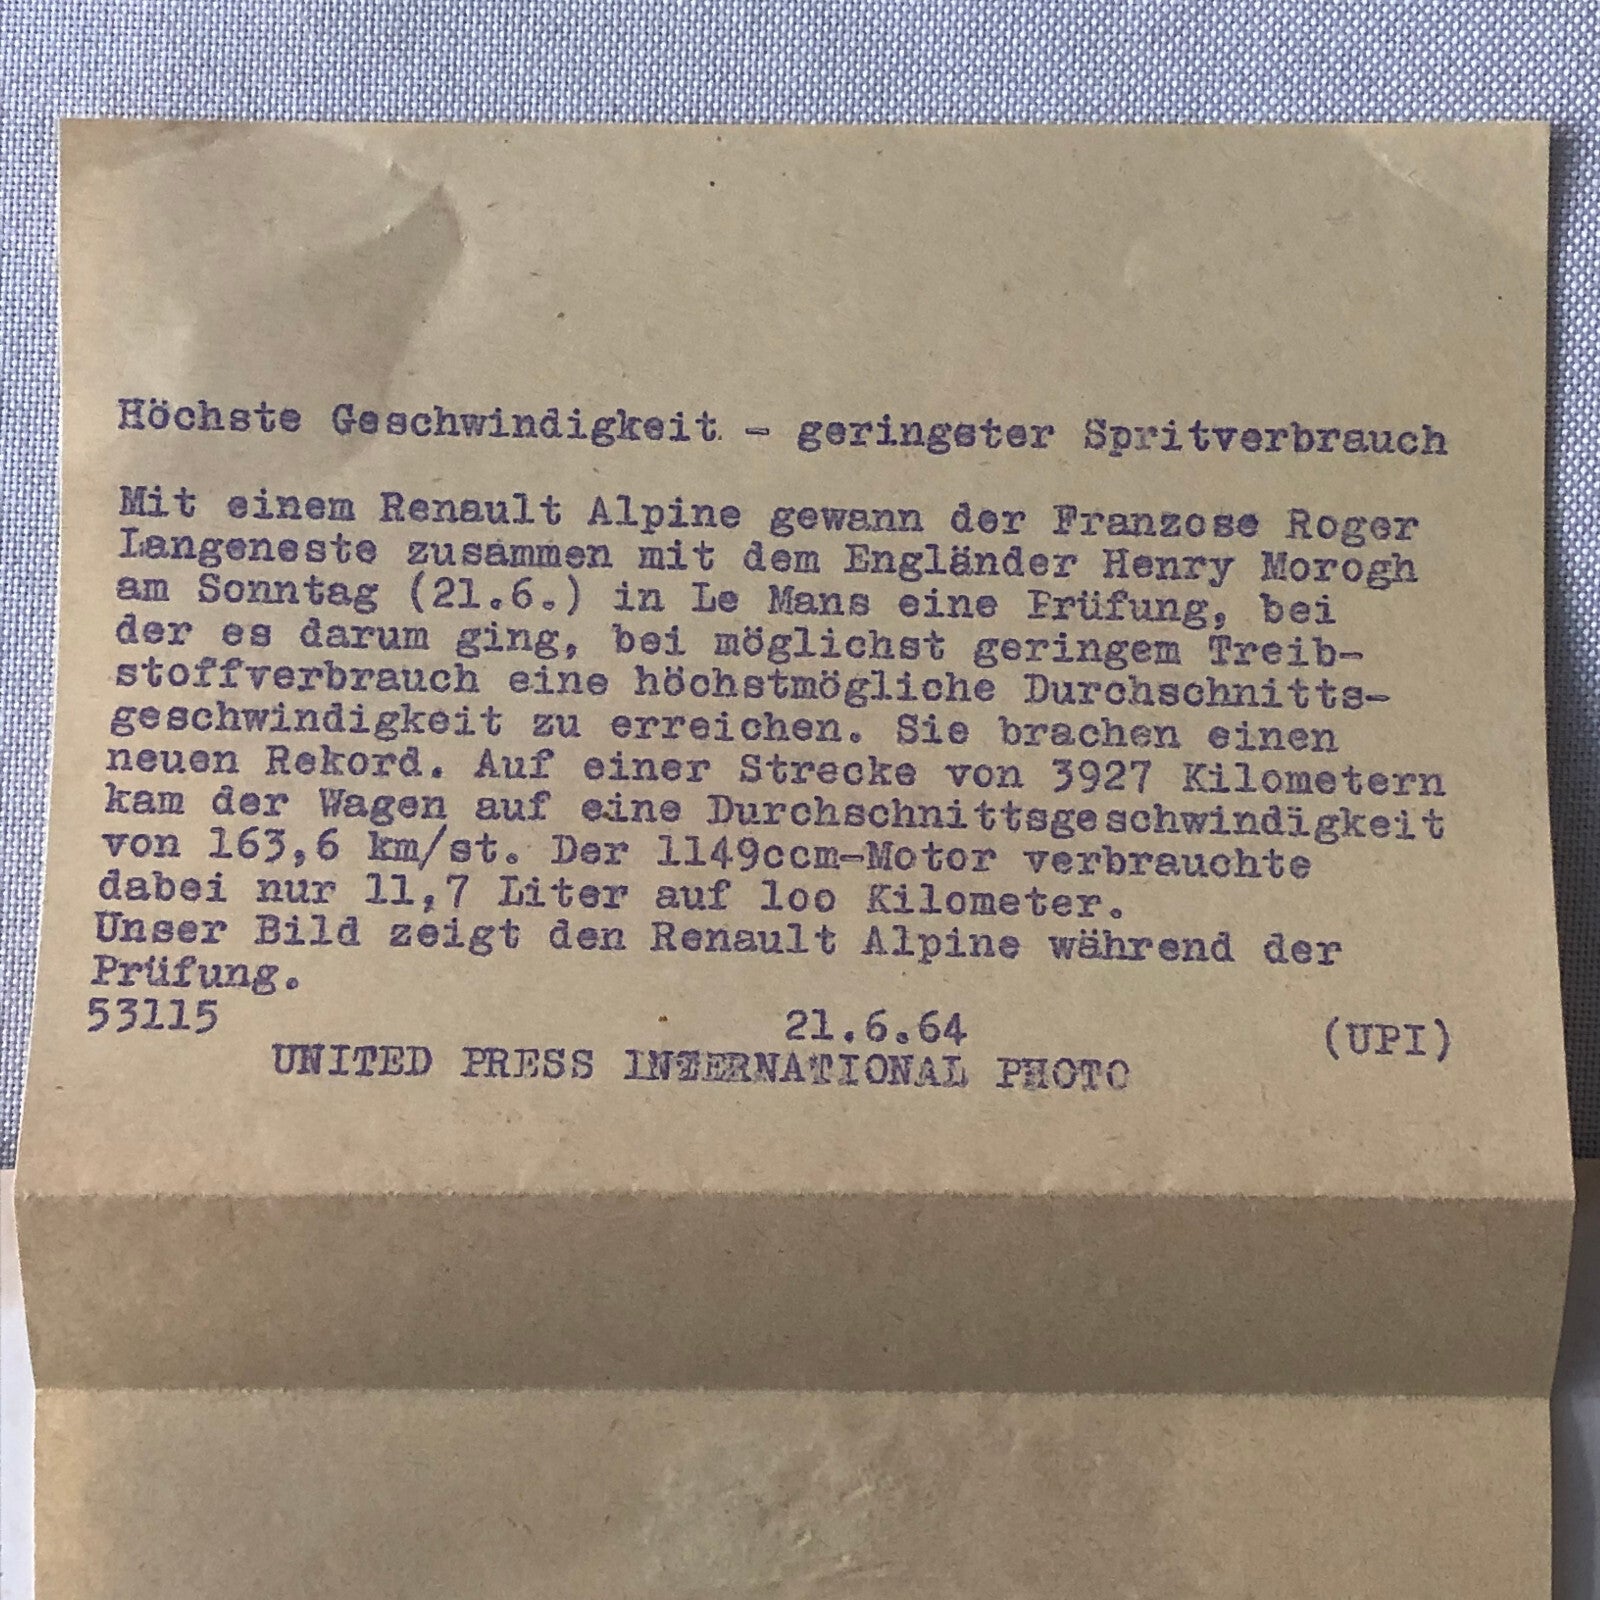 Höchste Geschwindigkeit - geringster Spritverbrauch
Mit einem Renault Alpine gewann der Franzose Roger
Langeneste zusammen mit dem Engländer Henry Morogh
am Sonntag (21.6.) in Le Mans eine Prüfung, bei
der es darum ging, bei möglichst geringem Treib-
stoffverbrauch eine höchstmögliche Durchschnitts-
geschwindigkeit zu erreichen. Sie brachen einen
neuen Rekord. Auf einer Strecke von 3927 Kilometern
kam der Wagen auf eine Durchschnittsgeschwindigkeit
von 163,6 km/st. Der 1149ccm-Motor verbrauchte
dabei nur 11,7 Liter auf 1oo Kilometer.
Unser Bild zeigt den Renault Alpine während der
Prüfung.
53115 21.6.64 (UPI)
UNITED PRESS INTERNATIONAL PHOTO